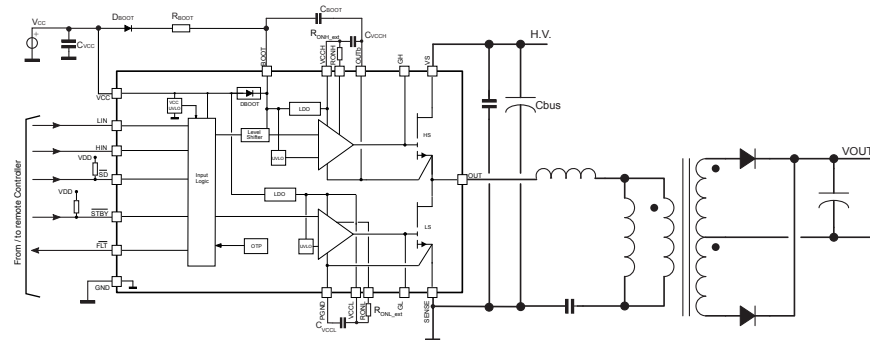 VCC
DBOOT
RBOOT
CBOOT
CVCC
RONH_ext
CVCCH
H.V.
BOOT
VCCH
RONH
OUTb
GH
VS
VCC
VCC
UVLO
DBOOT
LDO
Cbus
LIN
HIN
VDD
SD
VDD
STBY
FLT
GND
From / to remote Controller
Input
Logic
Level
Shifter
UVLO
HS
OUT
LDO
UVLO
LS
OTP
VOUT
PGND
VCCL
RONL
GL
SENSE
CVCCL
RONL_ext